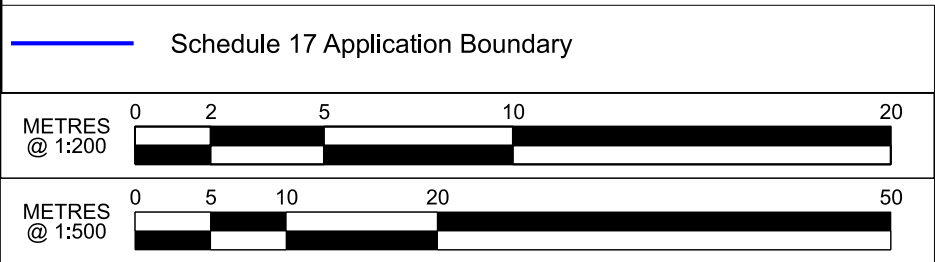 Schedule 17 Application Boundary
0 2 5 10 20
METRES
@ 1:200
0 5 10 20 50
METRES
@ 1:500